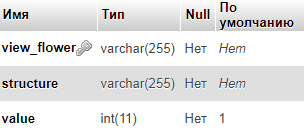 Имя Тип Null По умолчанию
view_flower varchar(255) Нет Нет
structure varchar(255) Нет Нет
value int(11) Нет 1